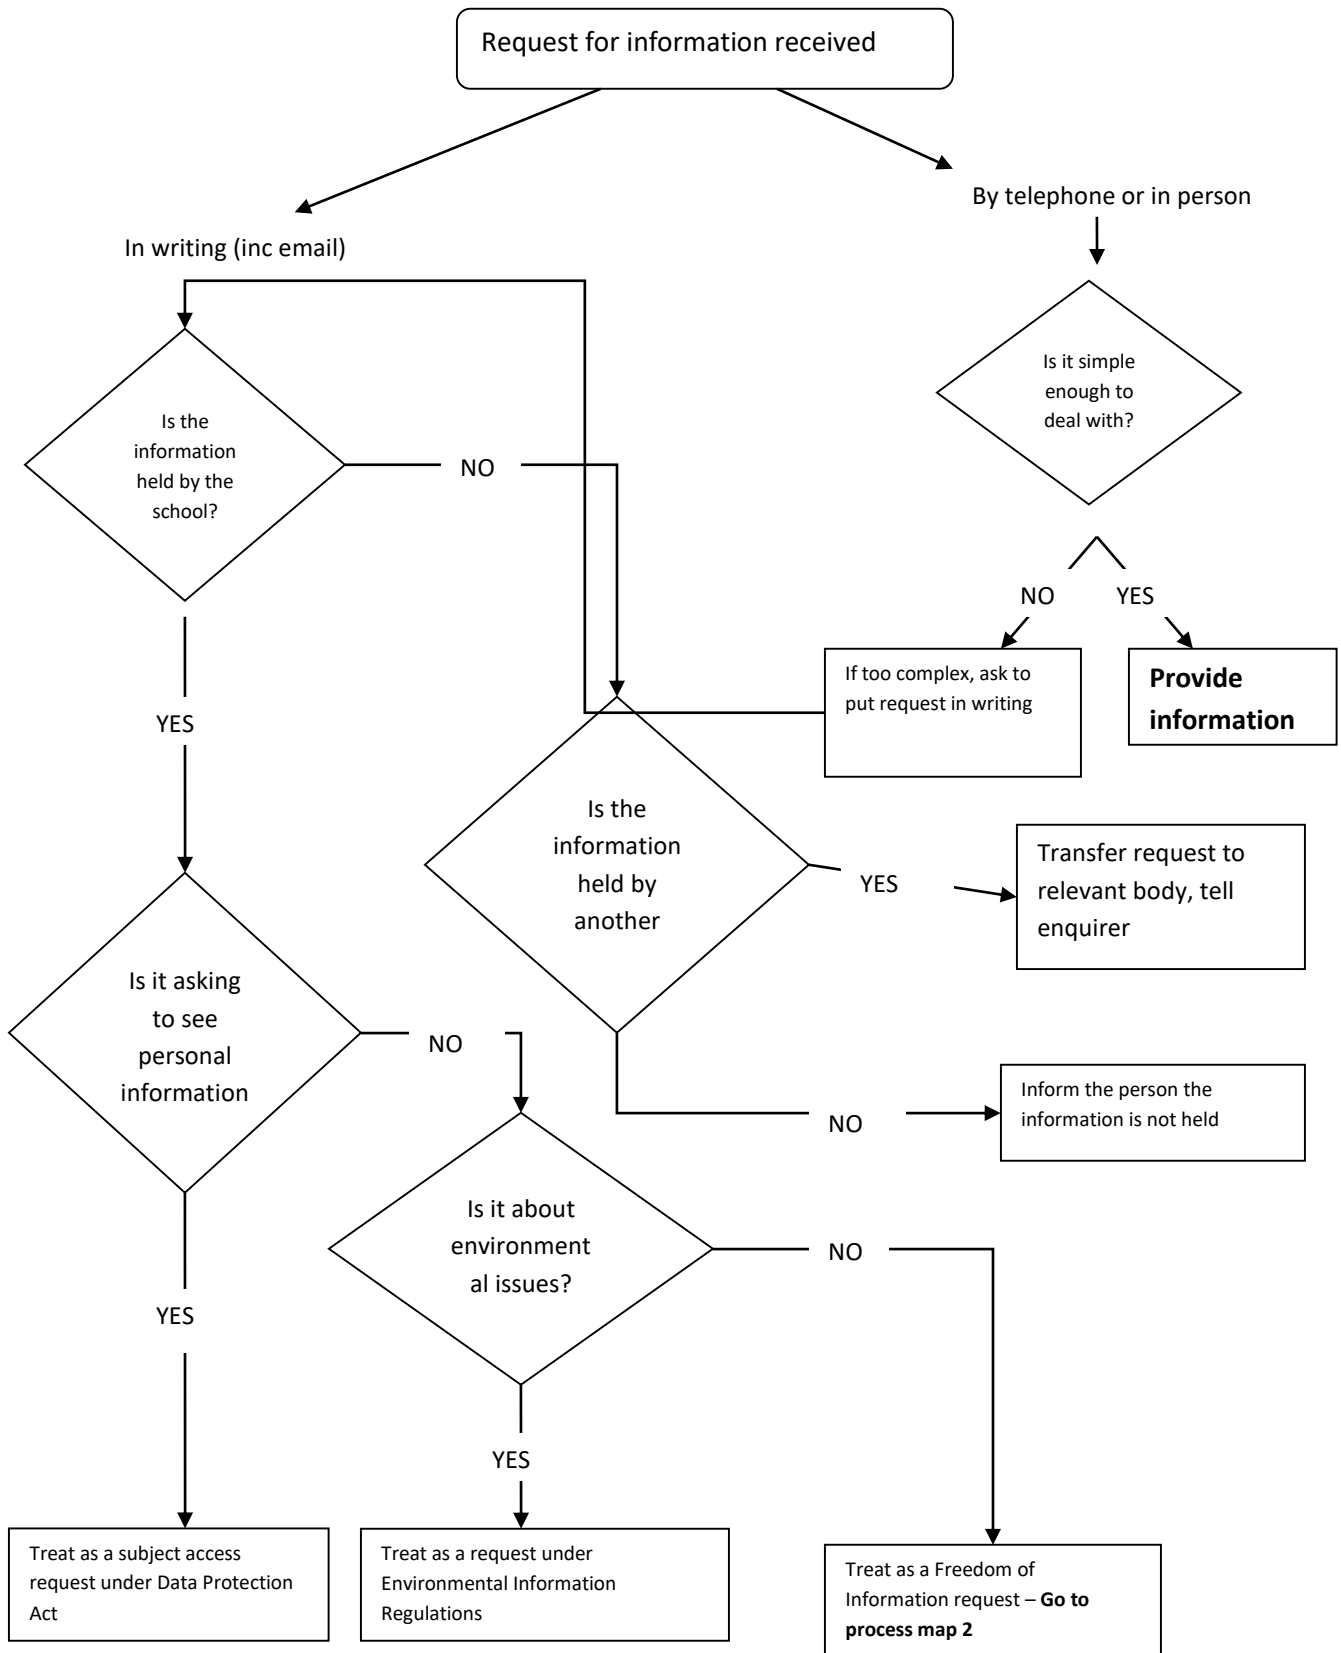 Request for information received
By telephone or in person
In writing (inc email)
Is it simple
enough to
deal with?
Is the
information
held by the
school?
NO
NO
YES
If too complex, ask to
put request in writing
Provide
information
YES
Is the
information
held by
another
YES
Transfer request to
relevant body, tell
enquirer
Is it asking
to see
personal
information
NO
Inform the person the
information is not held
NO
Is it about
environment
al issues?
NO
YES
YES
Treat as a subject access
request under Data Protection
Act
Treat as a request under
Environmental Information
Regulations
Treat as a Freedom of
Information request – Go to
process map 2